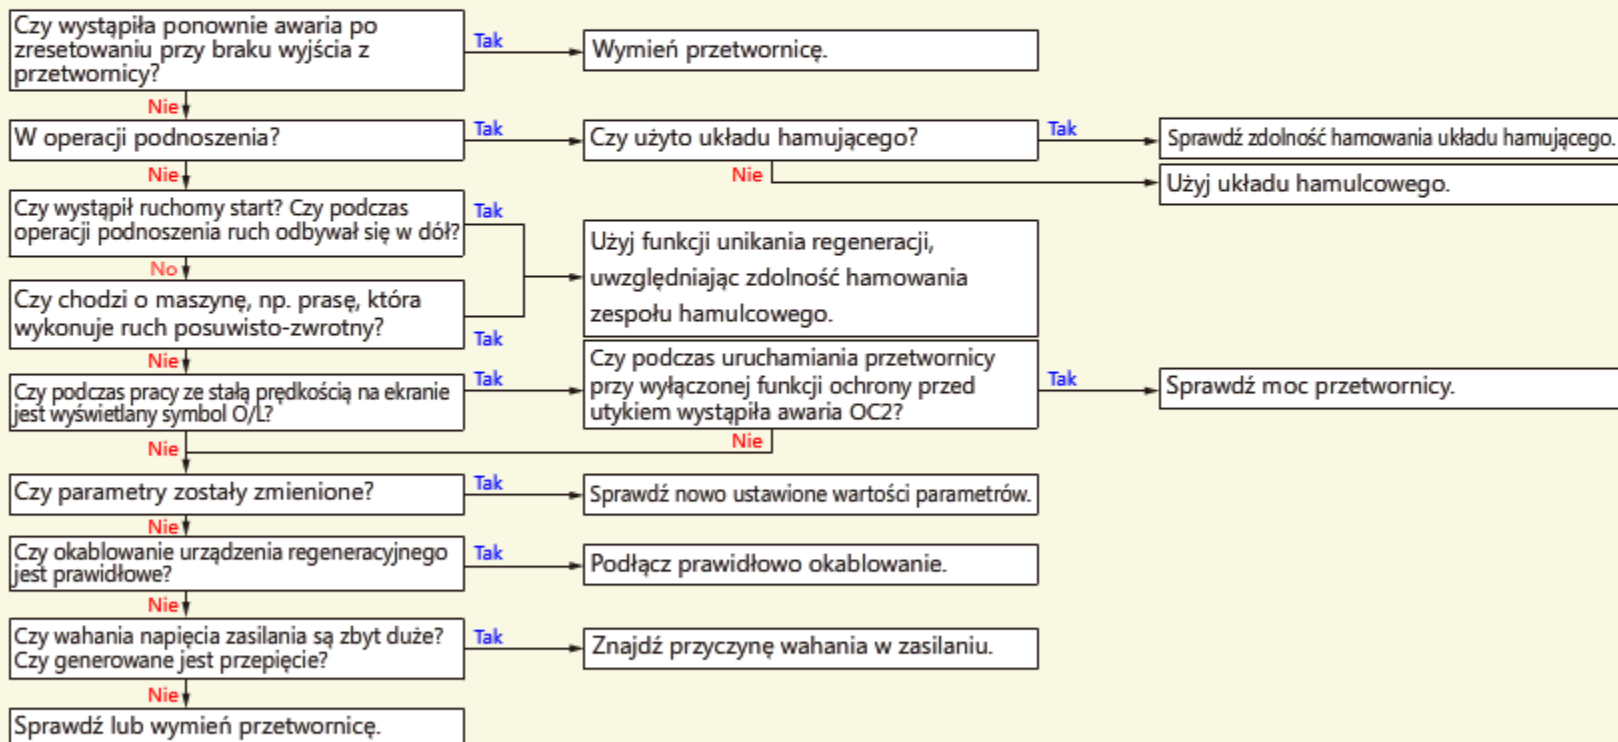 Czy wystąpiła ponownie awaria po
zresetowaniu przy braku wyjścia z
przetwornicy?
Tak
Wymień przetwornicę.
Nie
W operacji podnoszenia?
Tak
Czy użyto układu hamującego?
Tak
Sprawdź zdolność hamowania układu hamującego.
Nie
Nie
Użyj układu hamulcowego.
Czy wystąpił ruchomy start? Czy podczas
operacji podnoszenia ruch odbywał się w dół?
Tak
Użyj funkcji unikania regeneracji,
uwzględniając zdolność hamowania
zespołu hamulcowego.
No
Czy chodzi o maszynę, np. prasę, która
wykonuje ruch posuwisto-zwrotny?
Tak
Nie
Czy podczas pracy ze stałą prędkością na ekranie
jest wyświetlany symbol O/L?
Tak
Czy podczas uruchamiania przetwornicy
przy wyłączonej funkcji ochrony przed
utykiem wystąpiła awaria OC2?
Tak
Sprawdź moc przetwornicy.
Nie
Nie
Czy parametry zostały zmienione?
Tak
Sprawdź nowo ustawione wartości parametrów.
Nie
Czy okablowanie urządzenia regeneracyjnego
jest prawidłowe?
Tak
Podłącz prawidłowo okablowanie.
Nie
Czy wahania napięcia zasilania są zbyt duże?
Czy generowane jest przepięcie?
Tak
Znajdź przyczynę wahania w zasilaniu.
Nie
Sprawdź lub wymień przetwornicę.